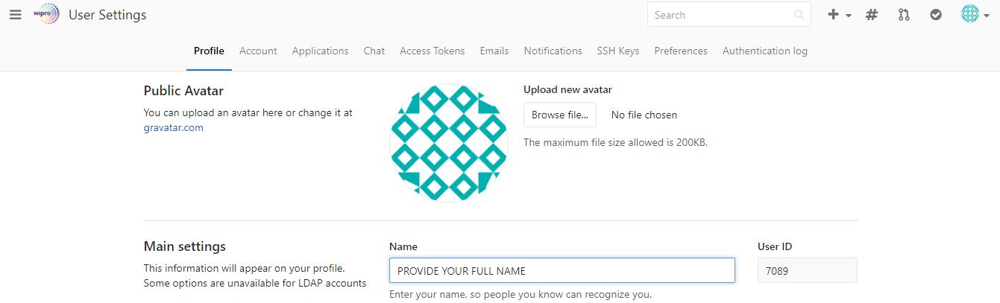 wipro User Settings Search
Profile Account Applications Chat Access Tokens Emails Notifications SSH Keys Preferences Authentication log
Public Avatar
You can upload an avatar here or change it at
gravatar.com
Upload new avatar
Browse file... No file chosen
The maximum file size allowed is 200KB.
Main settings
This information will appear on your profile.
Some options are unavailable for LDAP accounts
Name
PROVIDE YOUR FULL NAME
Enter your name, so people you know can recognize you.
User ID
7089